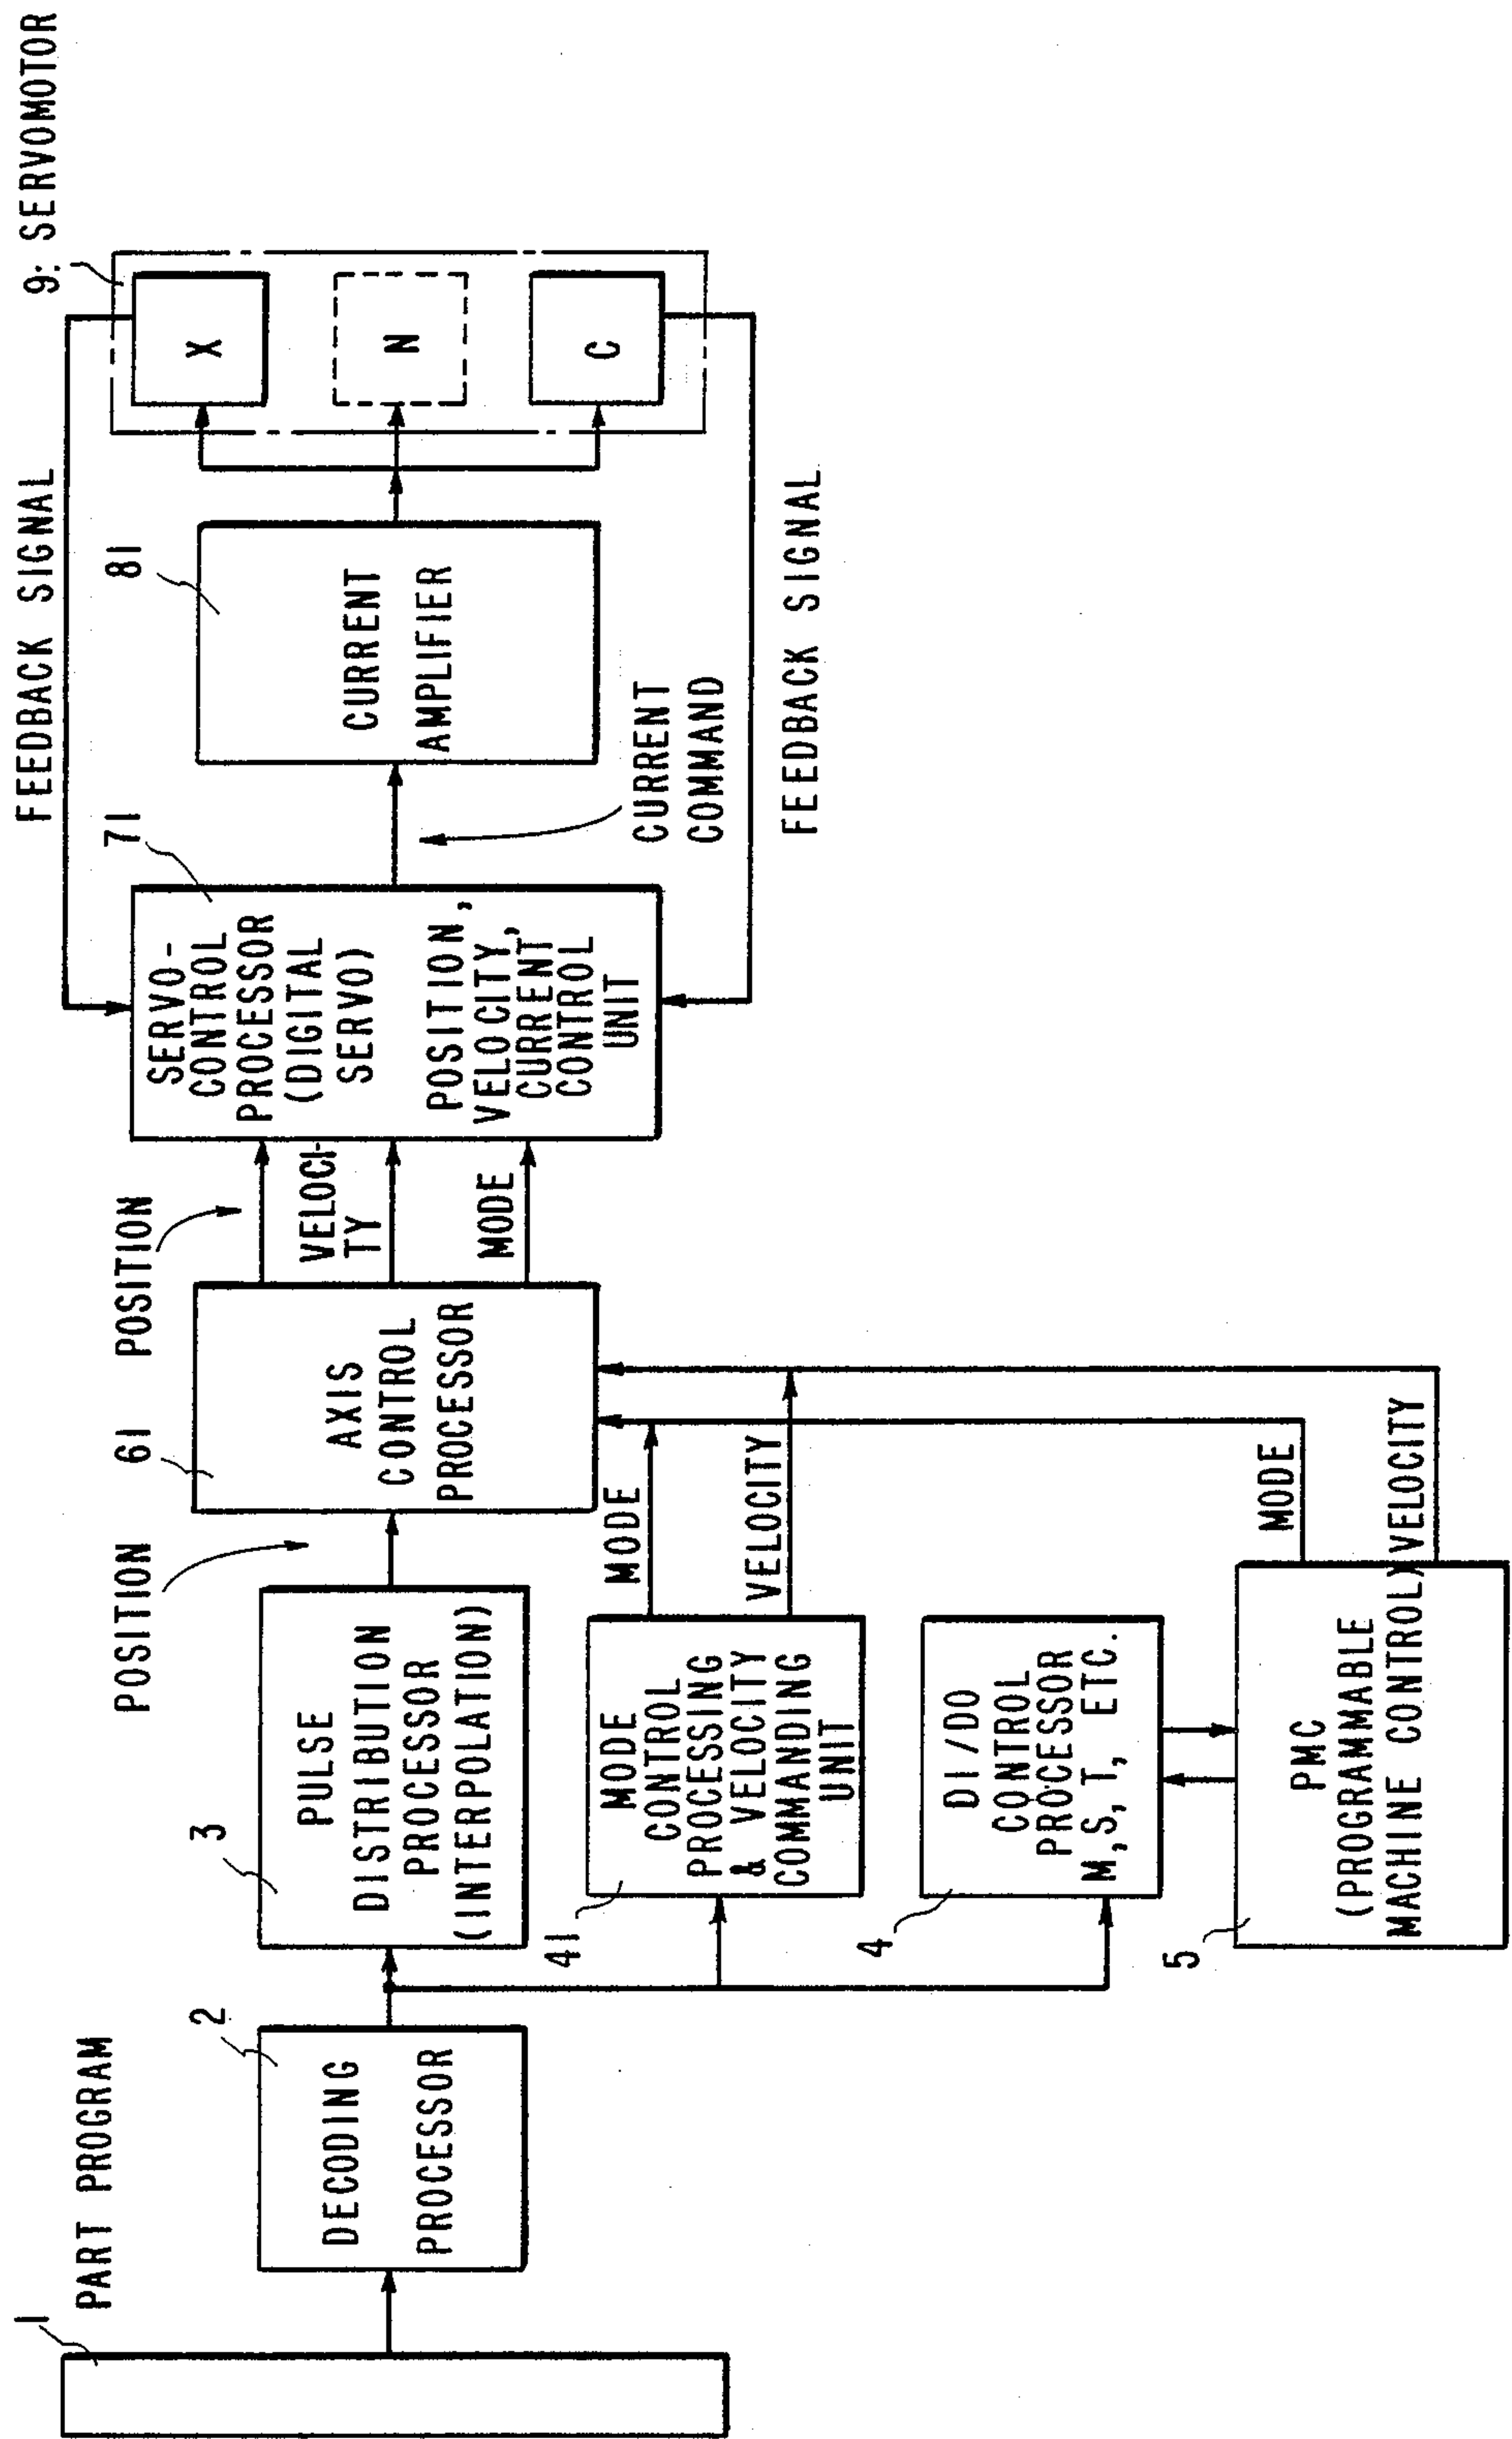 1
PART PROGRAM
2
DECODING
PROCESSOR
3
PULSE
DISTRIBUTION
PROCESSOR
(INTERPOLATION)
POSITION
41
MODE
CONTROL
PROCESSING
& VELOCITY
COMMANDING
UNIT
MODE
VELOCITY
4
DI/DO
CONTROL
PROCESSOR
M,S,T, ETC.
5
PMC
(PROGRAMMABLE
MACHINE CONTROL)
MODE
VELOCITY
61
AXIS
CONTROL
PROCESSOR
POSITION
VELOCI-
TY
MODE
71
SERVO-
CONTROL
PROCESSOR
(DIGITAL
SERVO)
POSITION,
VELOCITY,
CURRENT
CONTROL
UNIT
FEEDBACK SIGNAL
CURRENT
COMMAND
81
CURRENT
AMPLIFIER
FEEDBACK SIGNAL
9: SERVOMOTOR
X
N
C